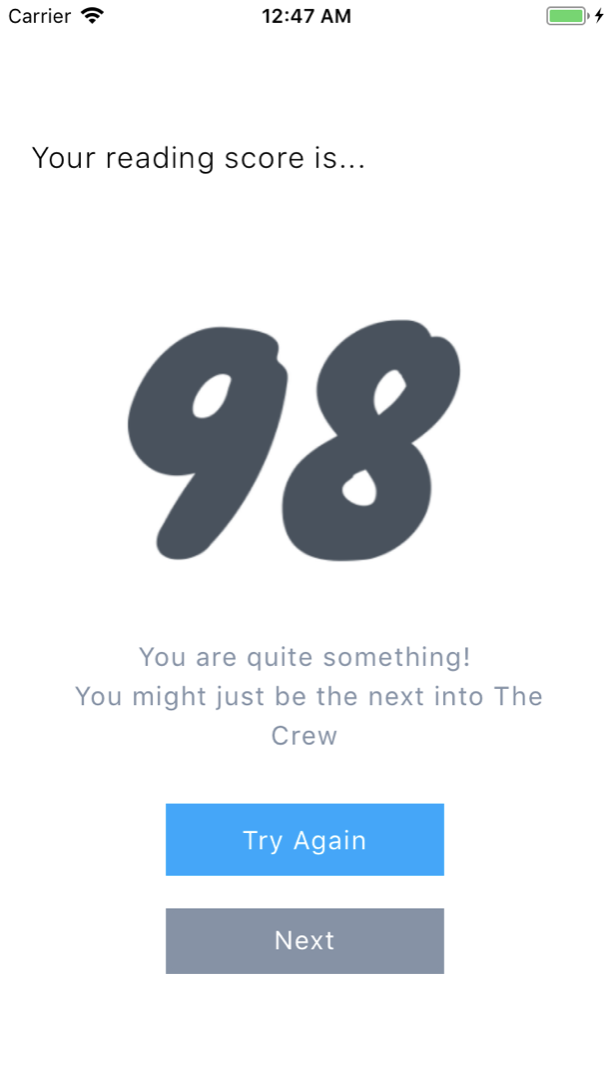 Carrier 12:47 AM
Your reading score is...
98
You are quite something!
You might just be the next into The
Crew
Try Again
Next